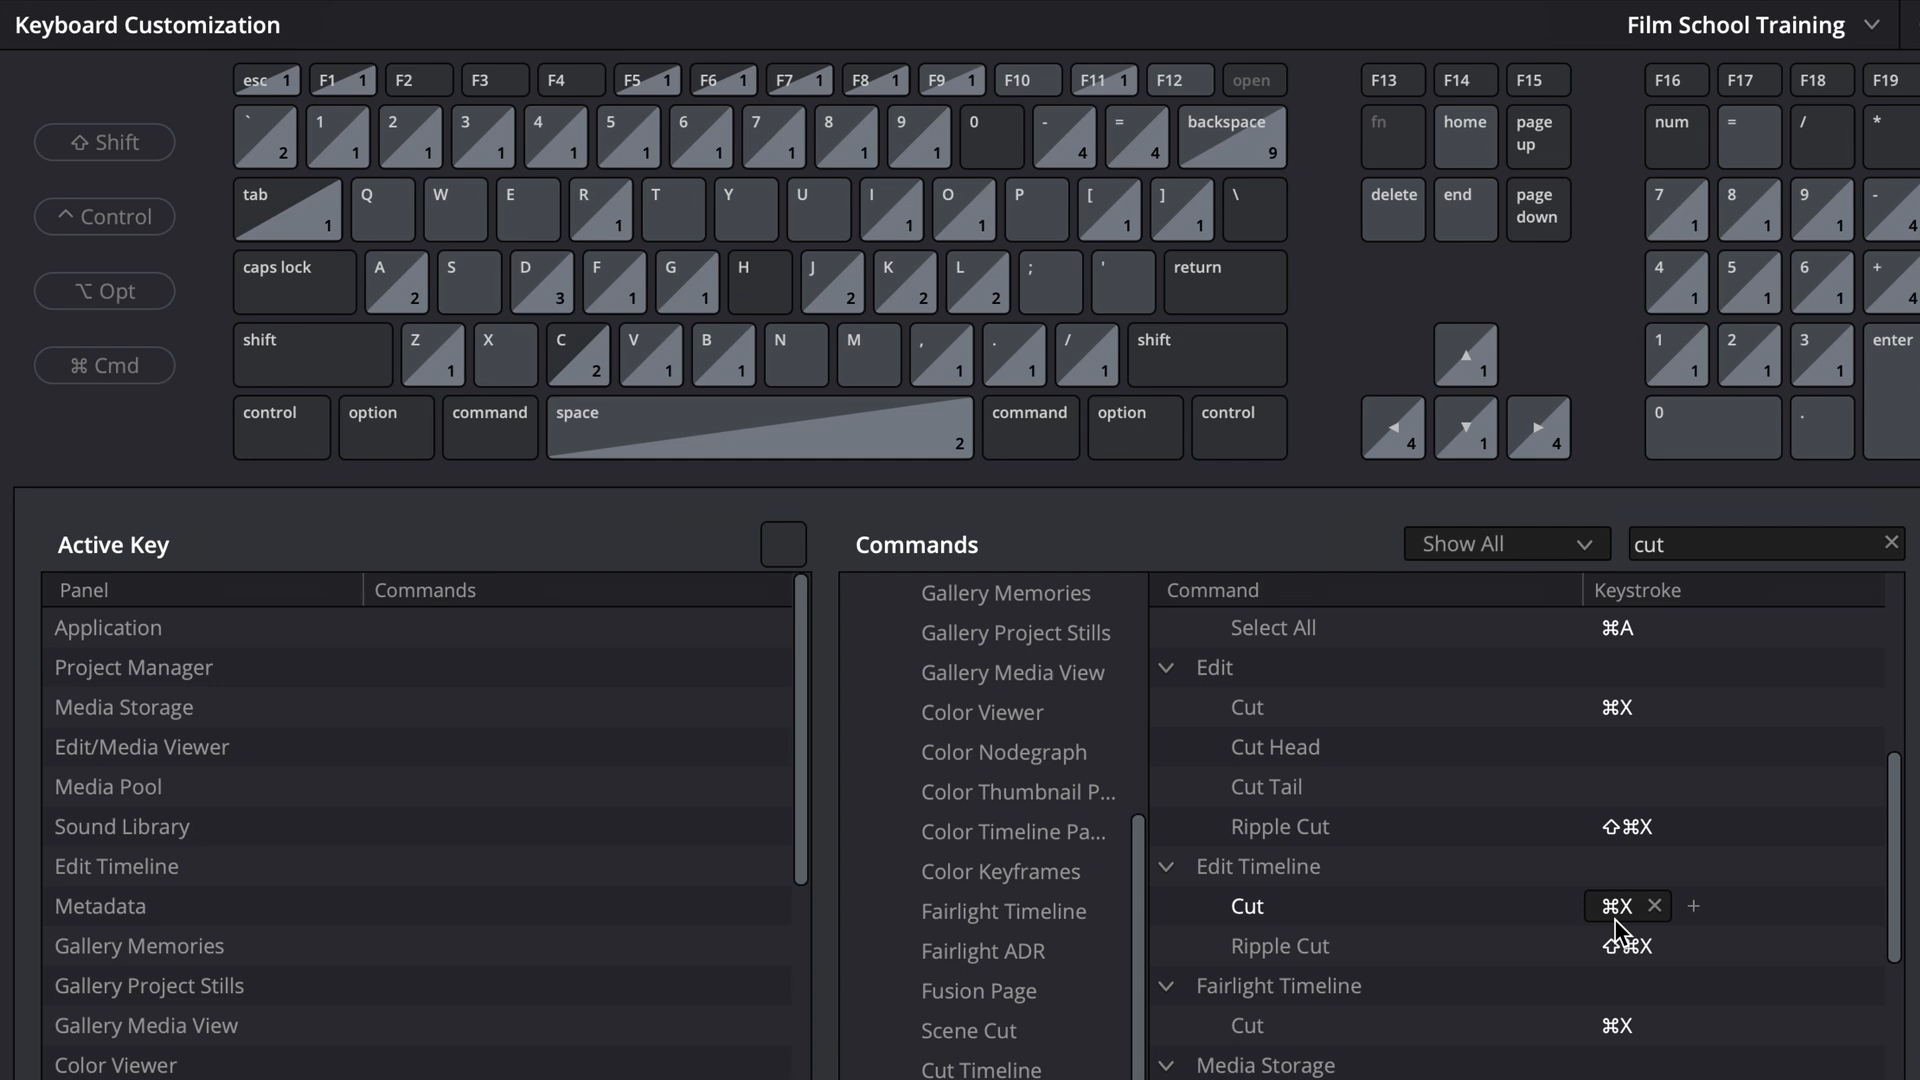 Keyboard Customization
Film School Training
esc 1 F1 1 F2 F3 F4 F5 1 F6 1 F7 1 F8 1 F9 1 F10 F11 1 F12 open F13 F14 F15 F16 F17 F18 F19
⇧ Shift
` 2 1 1 2 1 3 1 4 1 5 1 6 1 7 1 8 1 9 1 0 - 4 = 4 backspace 9 fn home page up num = / *
^ Control
tab 1 Q W E R 1 T Y U I 1 O 1 P [ 1 ] 1 \ delete end page down 7 1 8 1 9 1 - 4
⌥ Opt
caps lock A 2 S D 3 F 1 G 1 H J 2 K 2 L 2 ; ' return 4 1 5 1 6 1 + 4
⌘ Cmd
shift Z 1 X C 2 V 1 B 1 N M , 1 . 1 / 1 shift ▲ 1 1 1 2 1 3 1 enter
control option command space 2 command option control ◀ 4 ▼ 1 ▶ 4 0 .
Active Key
Panel Commands
Application
Project Manager
Media Storage
Edit/Media Viewer
Media Pool
Sound Library
Edit Timeline
Metadata
Gallery Memories
Gallery Project Stills
Gallery Media View
Color Viewer
Commands
Show All
cut
Gallery Memories
Gallery Project Stills
Gallery Media View
Color Viewer
Color Nodegraph
Color Thumbnail P...
Color Timeline Pa...
Color Keyframes
Fairlight Timeline
Fairlight ADR
Fusion Page
Scene Cut
Cut Timeline
Command Keystroke
Select All ⌘A
Edit
Cut ⌘X
Cut Head
Cut Tail
Ripple Cut ⇧⌘X
Edit Timeline
Cut ⌘X × +
Ripple Cut ⇧⌘X
Fairlight Timeline
Cut ⌘X
Media Storage